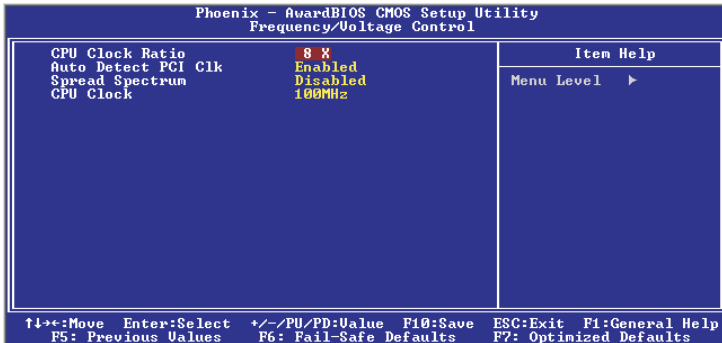 Phoenix - AwardBIOS CMOS Setup Utility
Frequency/Voltage Control
CPU Clock Ratio 8 X
Auto Detect PCI Clk Enabled
Spread Spectrum Disabled
CPU Clock 100MHz
Item Help
Menu Level ►
↑↓→←:Move Enter:Select +/-/PU/PD:Value F10:Save ESC:Exit F1:General Help
F5: Previous Values F6: Fail-Safe Defaults F7: Optimized Defaults